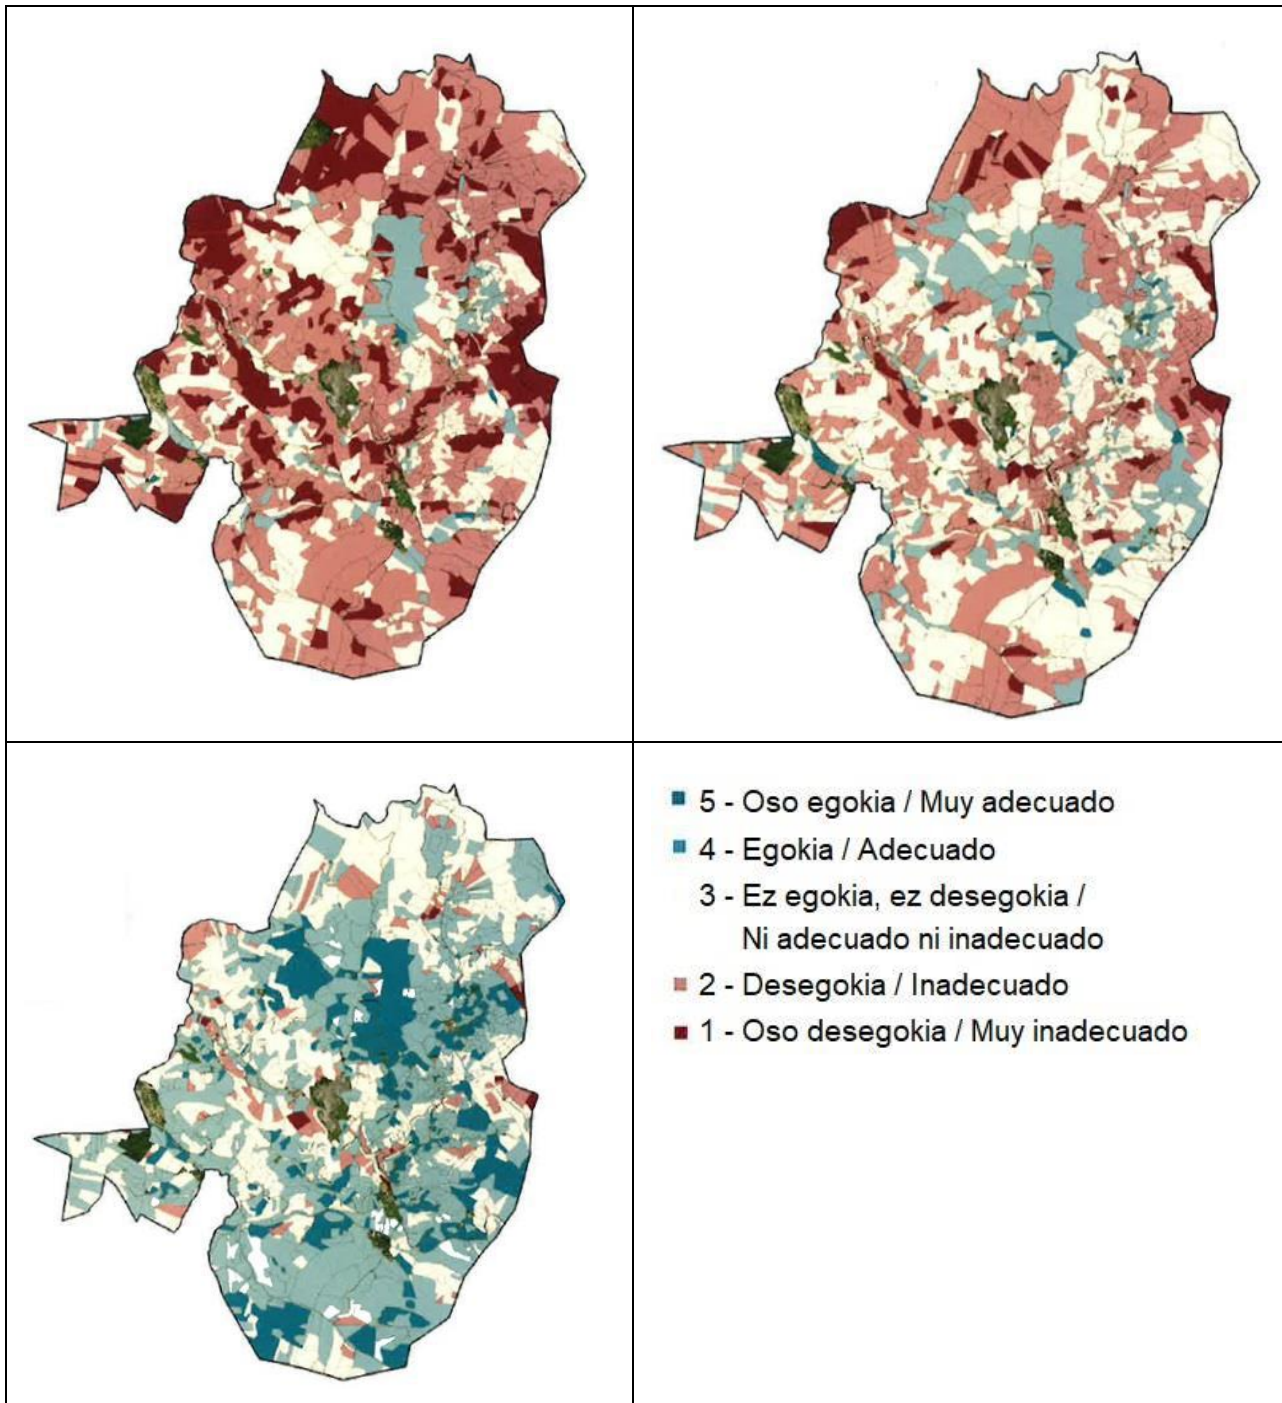 5 - Oso egokia / Muy adecuado
4 - Egokia / Adecuado
3 - Ez egokia, ez desegokia /
Ni adecuado ni inadecuado
2 - Desegokia / Inadecuado
1 - Oso desegokia / Muy inadecuado